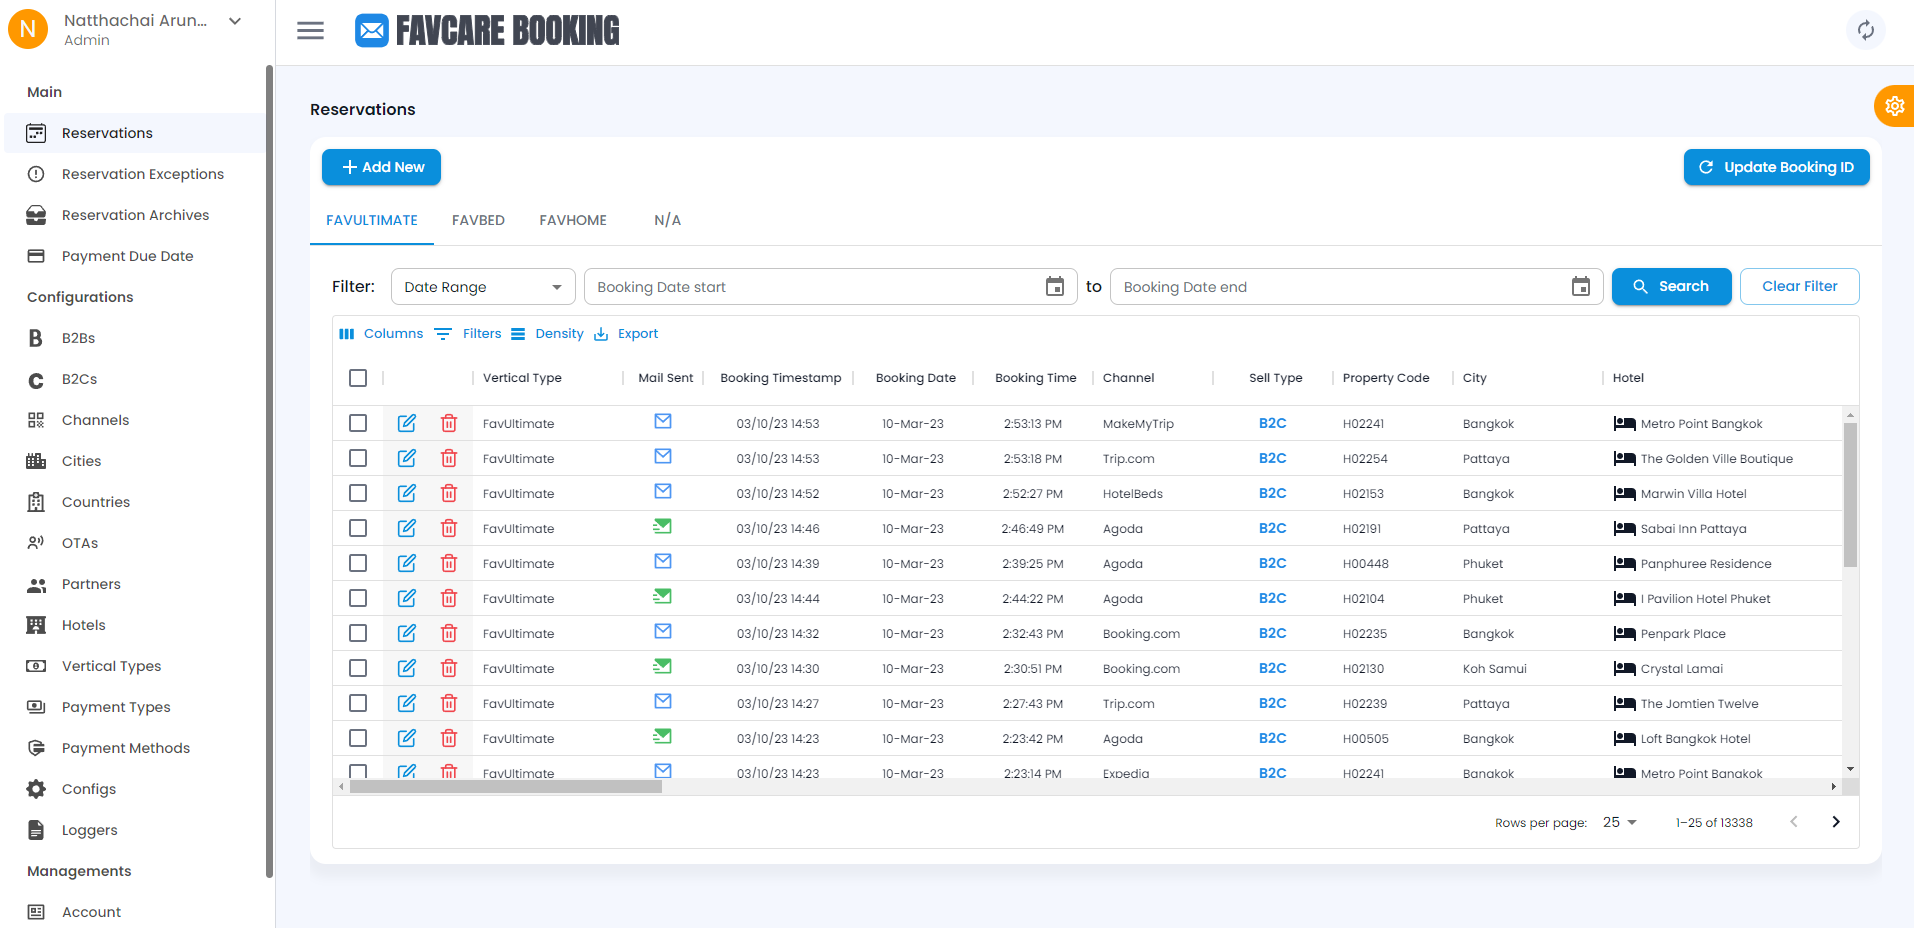 N
Natthachai Arun...
Admin
FAVCARE BOOKING
Main
Reservations
Reservation Exceptions
Reservation Archives
Payment Due Date
Configurations
B B2Bs
C B2Cs
Channels
Cities
Countries
OTAs
Partners
Hotels
Vertical Types
Payment Types
Payment Methods
Configs
Loggers
Managements
Account
Reservations
Add New
Update Booking ID
FAVULTIMATE FAVBED FAVHOME N/A
Filter: Date Range Booking Date start to Booking Date end Search Clear Filter
Columns Filters Density Export
Vertical Type Mail Sent Booking Timestamp Booking Date Booking Time Channel Sell Type Property Code City Hotel
FavUltimate 03/10/23 14:53 10-Mar-23 2:53:13 PM MakeMyTrip B2C H02241 Bangkok Metro Point Bangkok
FavUltimate 03/10/23 14:53 10-Mar-23 2:53:18 PM Trip.com B2C H02254 Pattaya The Golden Ville Boutique
FavUltimate 03/10/23 14:52 10-Mar-23 2:52:27 PM HotelBeds B2C H02153 Bangkok Marwin Villa Hotel
FavUltimate 03/10/23 14:46 10-Mar-23 2:46:49 PM Agoda B2C H02191 Pattaya Sabai Inn Pattaya
FavUltimate 03/10/23 14:39 10-Mar-23 2:39:25 PM Agoda B2C H00448 Phuket Panphuree Residence
FavUltimate 03/10/23 14:44 10-Mar-23 2:44:22 PM Agoda B2C H02104 Phuket I Pavilion Hotel Phuket
FavUltimate 03/10/23 14:32 10-Mar-23 2:32:43 PM Booking.com B2C H02235 Bangkok Penpark Place
FavUltimate 03/10/23 14:30 10-Mar-23 2:30:51 PM Booking.com B2C H02130 Koh Samui Crystal Lamai
FavUltimate 03/10/23 14:27 10-Mar-23 2:27:43 PM Trip.com B2C H02239 Pattaya The Jomtien Twelve
FavUltimate 03/10/23 14:23 10-Mar-23 2:23:42 PM Agoda B2C H00505 Bangkok Loft Bangkok Hotel
FavUltimate 03/10/23 14:23 10-Mar-23 2:23:14 PM Expedia B2C H02241 Bangkok Metro Point Bangkok
Rows per page: 25 1–25 of 13338